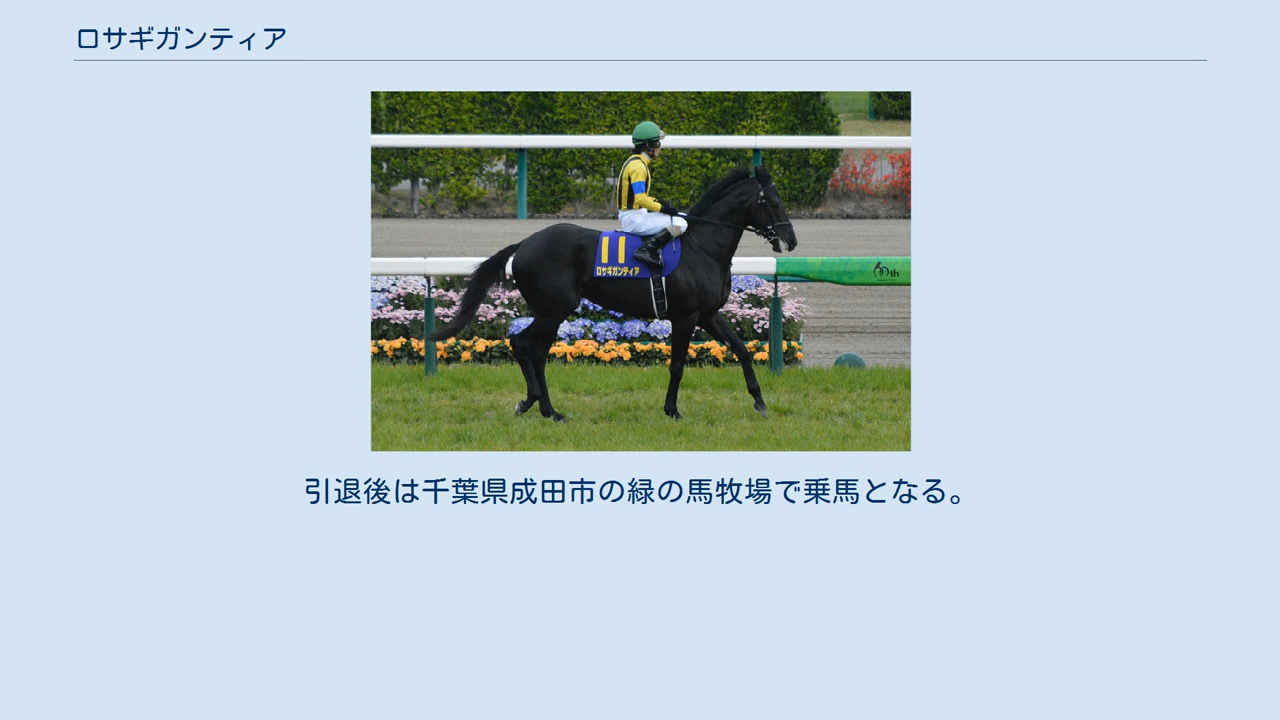 ロサギガンティア
11
ロサギガンティア
60th
引退後は千葉県成田市の緑の馬牧場で乗馬となる。